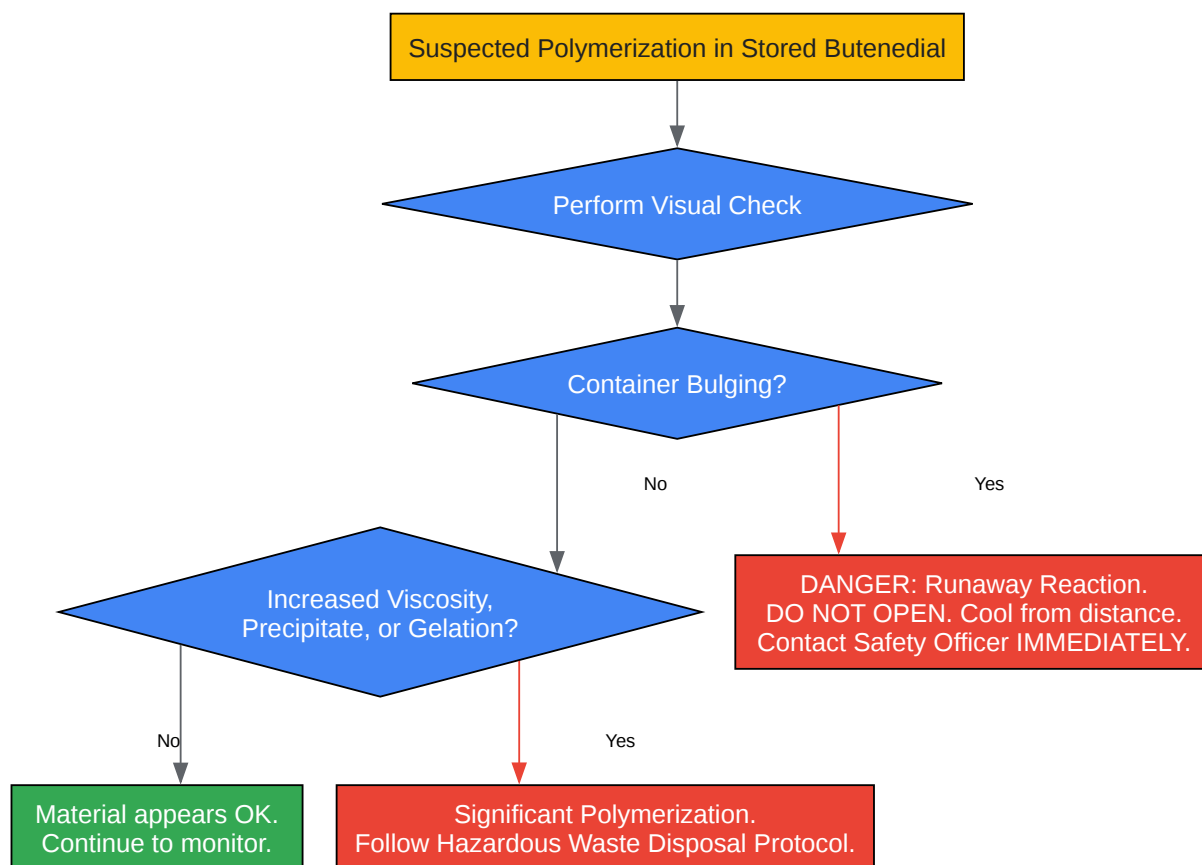 Suspected Polymerization in Stored Butenedial
Perform Visual Check
Container Bulging?
No
Yes
Increased Viscosity,
Precipitate, or Gelation?
DANGER: Runaway Reaction.
DO NOT OPEN. Cool from distance.
Contact Safety Officer IMMEDIATELY.
No
Yes
Material appears OK.
Continue to monitor.
Significant Polymerization.
Follow Hazardous Waste Disposal Protocol.